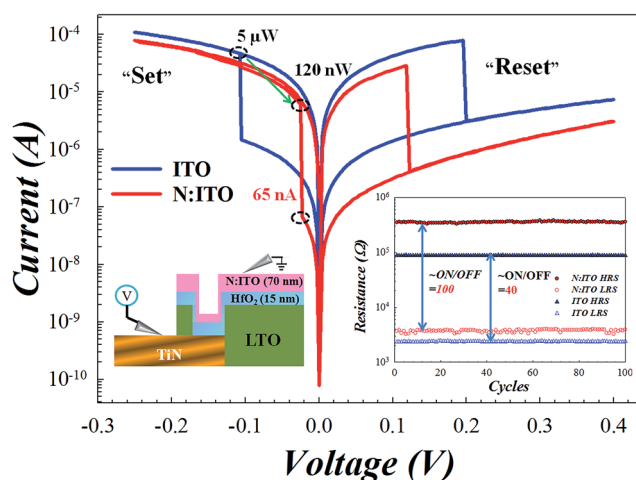 10⁻⁴
10⁻⁵
10⁻⁶
10⁻⁷
10⁻⁸
10⁻⁹
10⁻¹⁰
Current (A)
5 µW
“Set”
120 nW
“Reset”
ITO
N:ITO
65 nA
V
N:ITO (70 nm)
HfO₂ (15 nm)
LTO
TiN
10⁶
10⁵
10⁴
10³
Resistance (Ω)
~ON/OFF
=100
~ON/OFF
=40
N:ITO HRS
N:ITO LRS
ITO HRS
ITO LRS
0 20 40 60 80 100
Cycles
-0.3 -0.2 -0.1 0.0 0.1 0.2 0.3 0.4
Voltage (V)